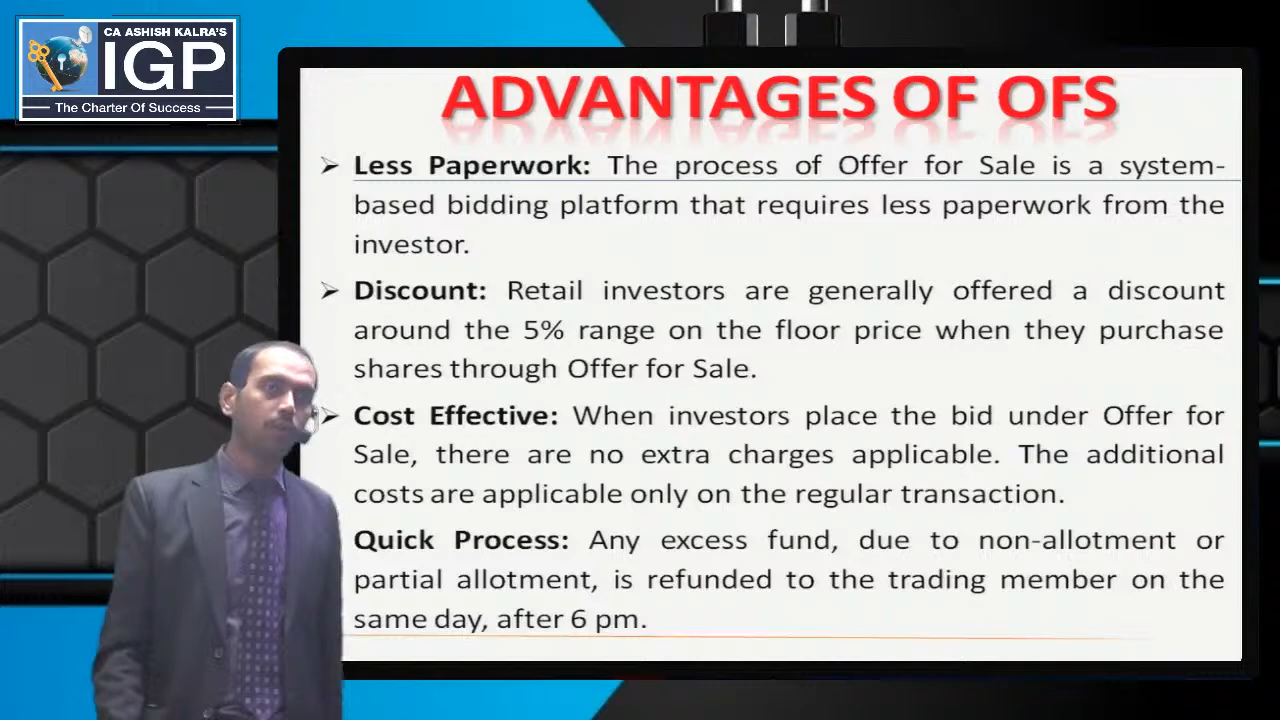 CA ASHISH KALRA'S
IGP
The Charter Of Success
ADVANTAGES OF OFS
➢ Less Paperwork: The process of Offer for Sale is a system-
based bidding platform that requires less paperwork from the
investor.
➢ Discount: Retail investors are generally offered a discount
around the 5% range on the floor price when they purchase
shares through Offer for Sale.
➢ Cost Effective: When investors place the bid under Offer for
Sale, there are no extra charges applicable. The additional
costs are applicable only on the regular transaction.
Quick Process: Any excess fund, due to non-allotment or
partial allotment, is refunded to the trading member on the
same day, after 6 pm.